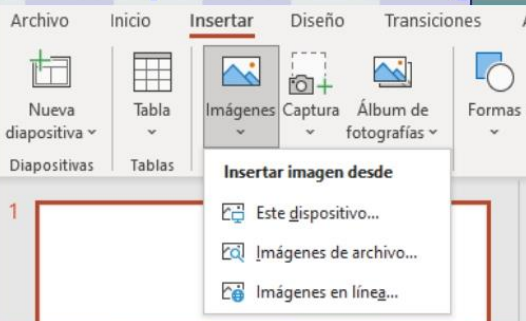 Archivo Inicio Insertar Diseño Transiciones
Nueva diapositiva
Tabla
Imágenes
Captura
Álbum de fotografías
Formas
Diapositivas
Tablas
Insertar imagen desde
Este dispositivo...
Imágenes de archivo...
Imágenes en línea...
1